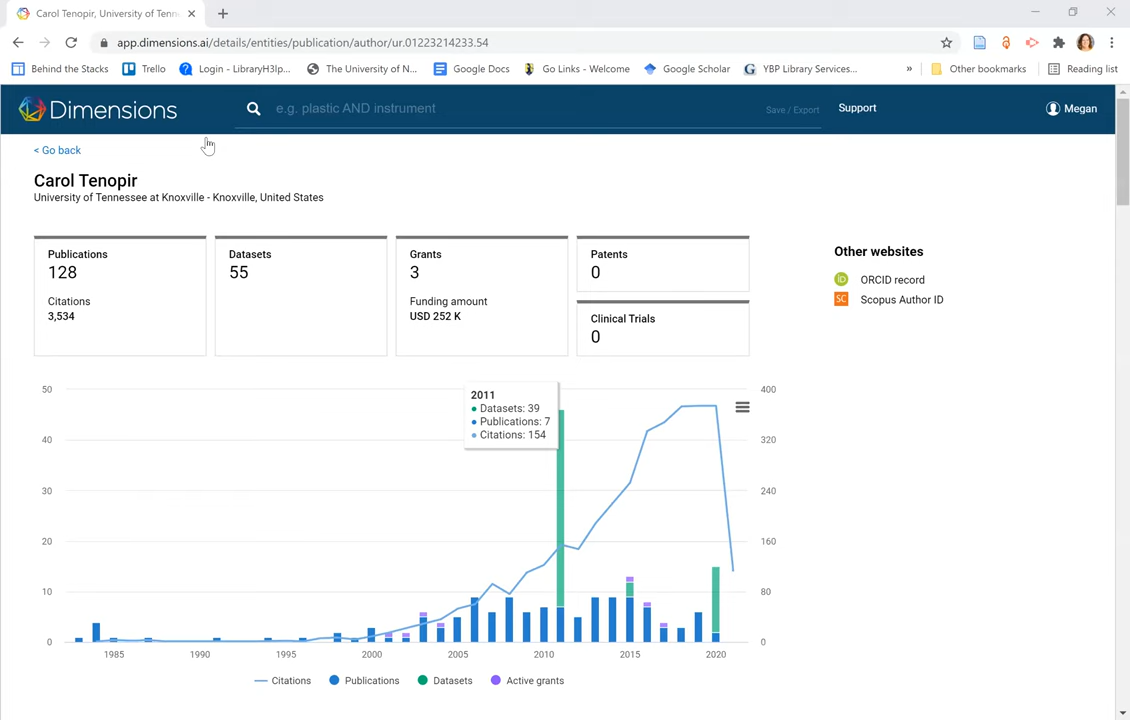 Carol Tenopir, University of Tenne
app.dimensions.ai/details/entities/publication/author/ur.01223214233.54
Behind the Stacks
Trello
Login - LibraryH3lp...
The University of N...
Google Docs
Go Links - Welcome
Google Scholar
YBP Library Services...
»
Other bookmarks
Reading list
Dimensions
e.g. plastic AND instrument
Save / Export
Support
Megan
< Go back
Carol Tenopir
University of Tennessee at Knoxville - Knoxville, United States
Publications
128
Citations
3,534
Datasets
55
Grants
3
Funding amount
USD 252 K
Patents
0
Clinical Trials
0
Other websites
iD ORCID record
SC Scopus Author ID
50
40
30
20
10
0
2011
Datasets: 39
Publications: 7
Citations: 154
400
320
240
160
80
0
1985
1990
1995
2000
2005
2010
2015
2020
Citations
Publications
Datasets
Active grants